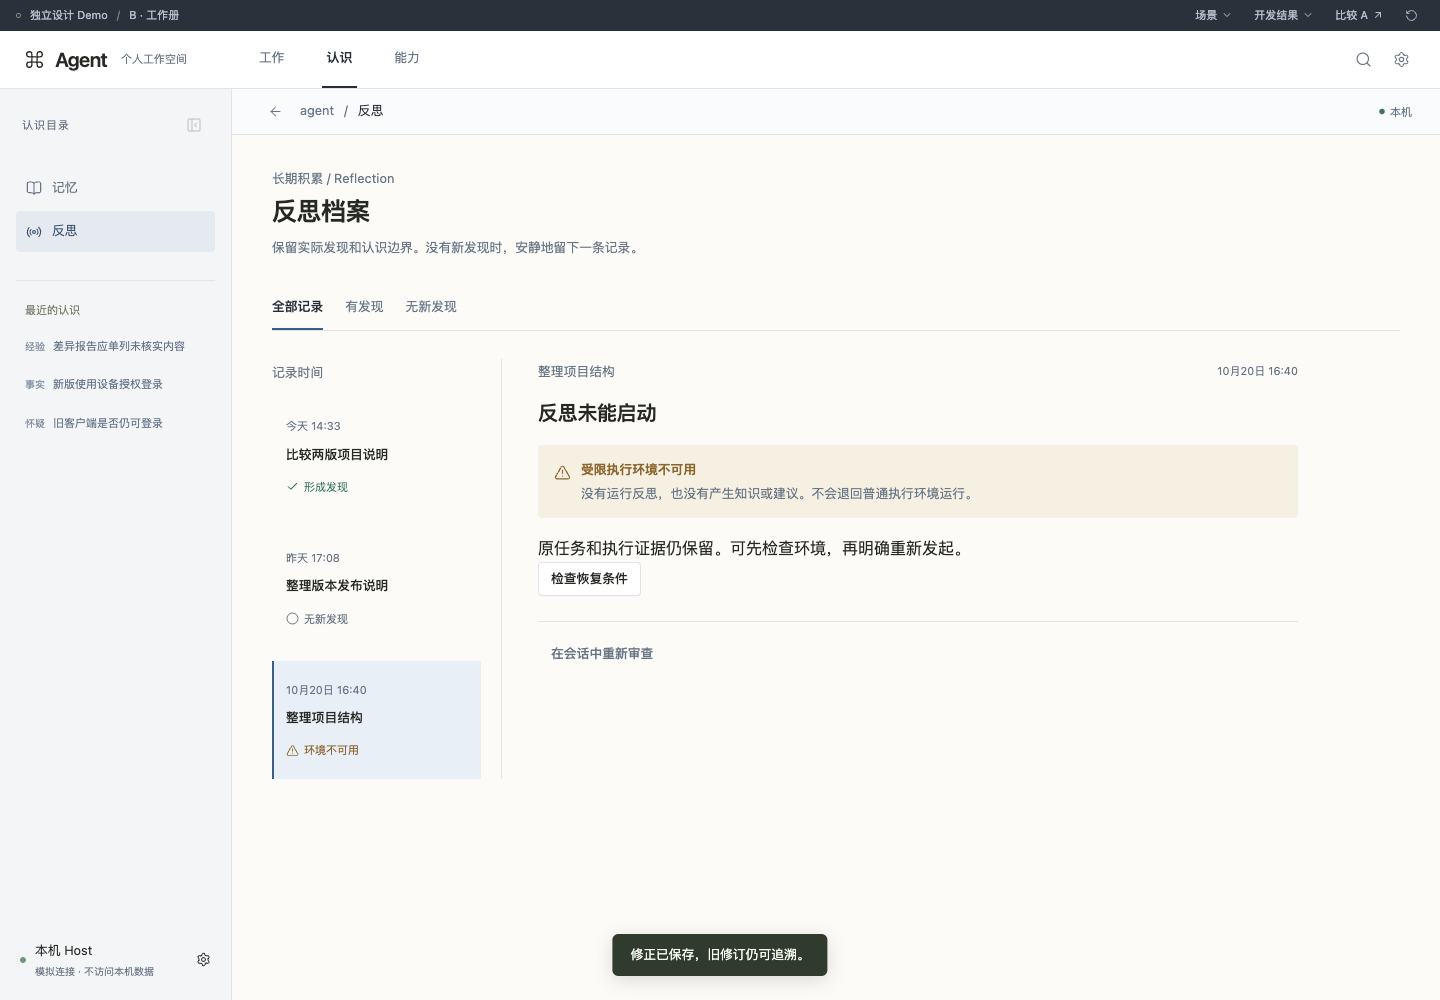 独立设计 Demo / B · 工作册
场景
开发结果
比较 A
Agent
个人工作空间
工作
认识
能力
认识目录
agent / 反思
本机
记忆
反思
最近的认识
经验 差异报告应单列未核实内容
事实 新版使用设备授权登录
怀疑 旧客户端是否仍可登录
长期积累 / Reflection
反思档案
保留实际发现和认识边界。没有新发现时，安静地留下一条记录。
全部记录
有发现
无新发现
记录时间
今天 14:33
比较两版项目说明
形成发现
昨天 17:08
整理版本发布说明
无新发现
10月20日 16:40
整理项目结构
环境不可用
整理项目结构
10月20日 16:40
反思未能启动
受限执行环境不可用
没有运行反思，也没有产生知识或建议。不会退回普通执行环境运行。
原任务和执行证据仍保留。可先检查环境，再明确重新发起。
检查恢复条件
在会话中重新审查
本机 Host
模拟连接 · 不访问本机数据
修正已保存，旧修订仍可追溯。